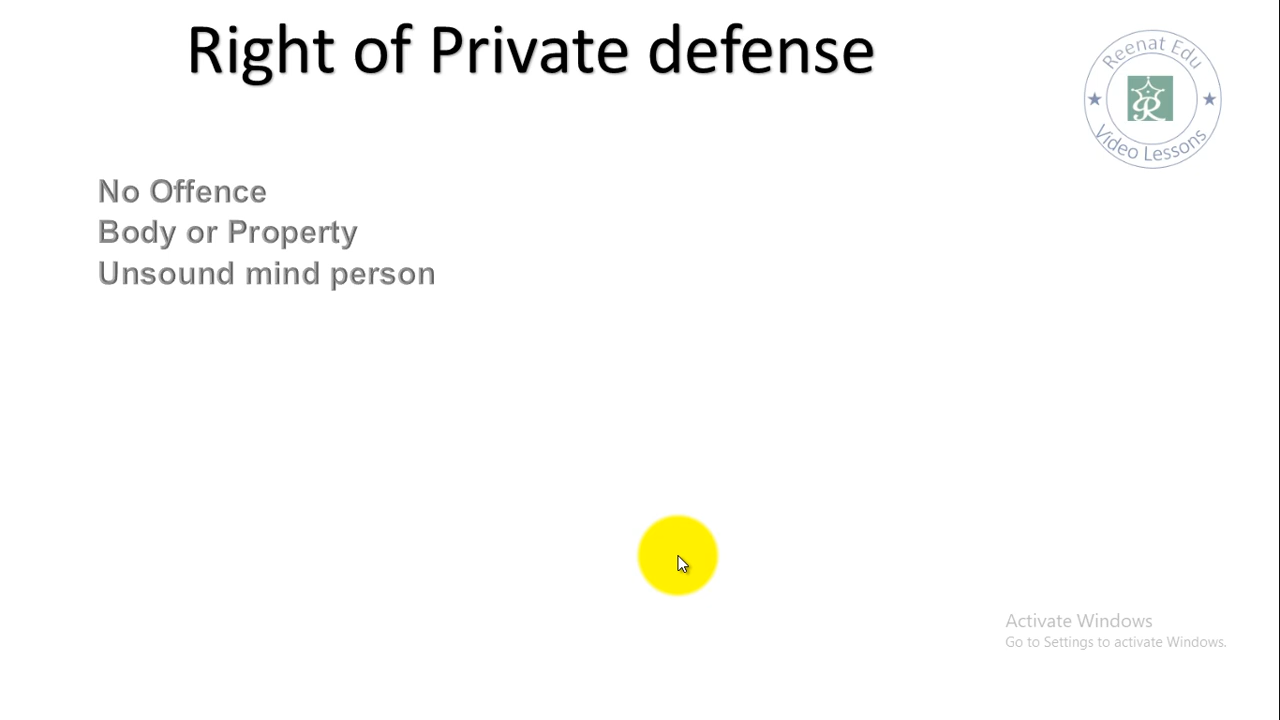 Right of Private defense
Reenat Edu
R
Video Lessons
No Offence
Body or Property
Unsound mind person
Activate Windows
Go to Settings to activate Windows.